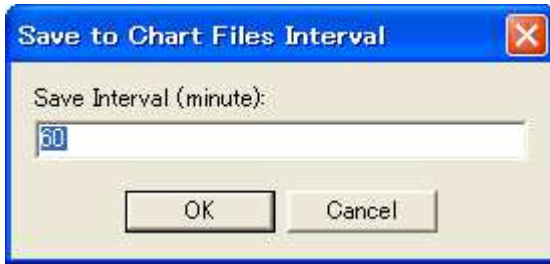 Save to Chart Files Interval
Save Interval (minute):
60
OK
Cancel